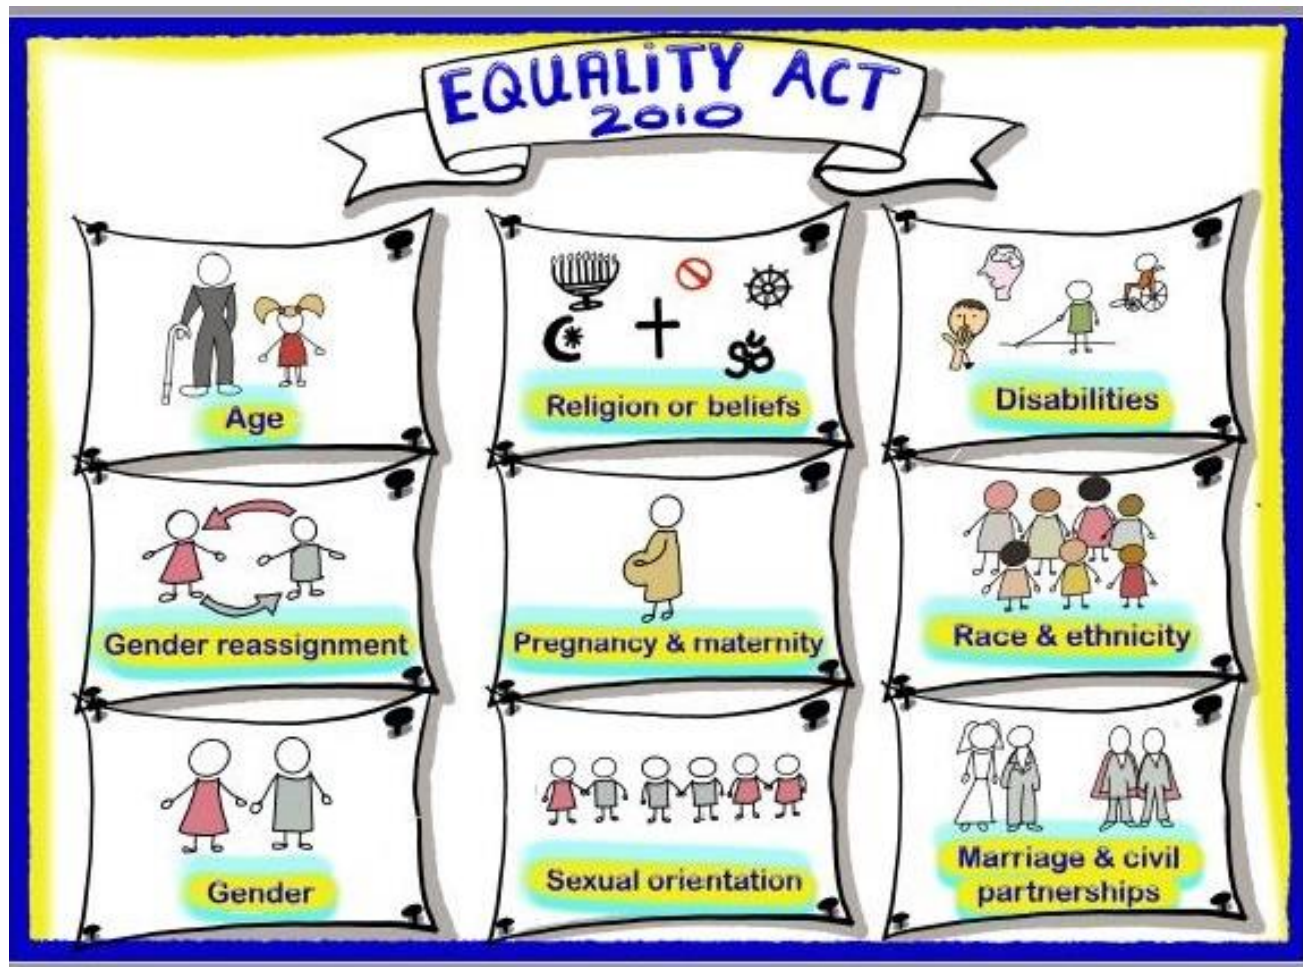 EQUALITY ACT
2010
Age
Religion or beliefs
Disabilities
Gender reassignment
Pregnancy & maternity
Race & ethnicity
Gender
Sexual orientation
Marriage & civil
partnerships